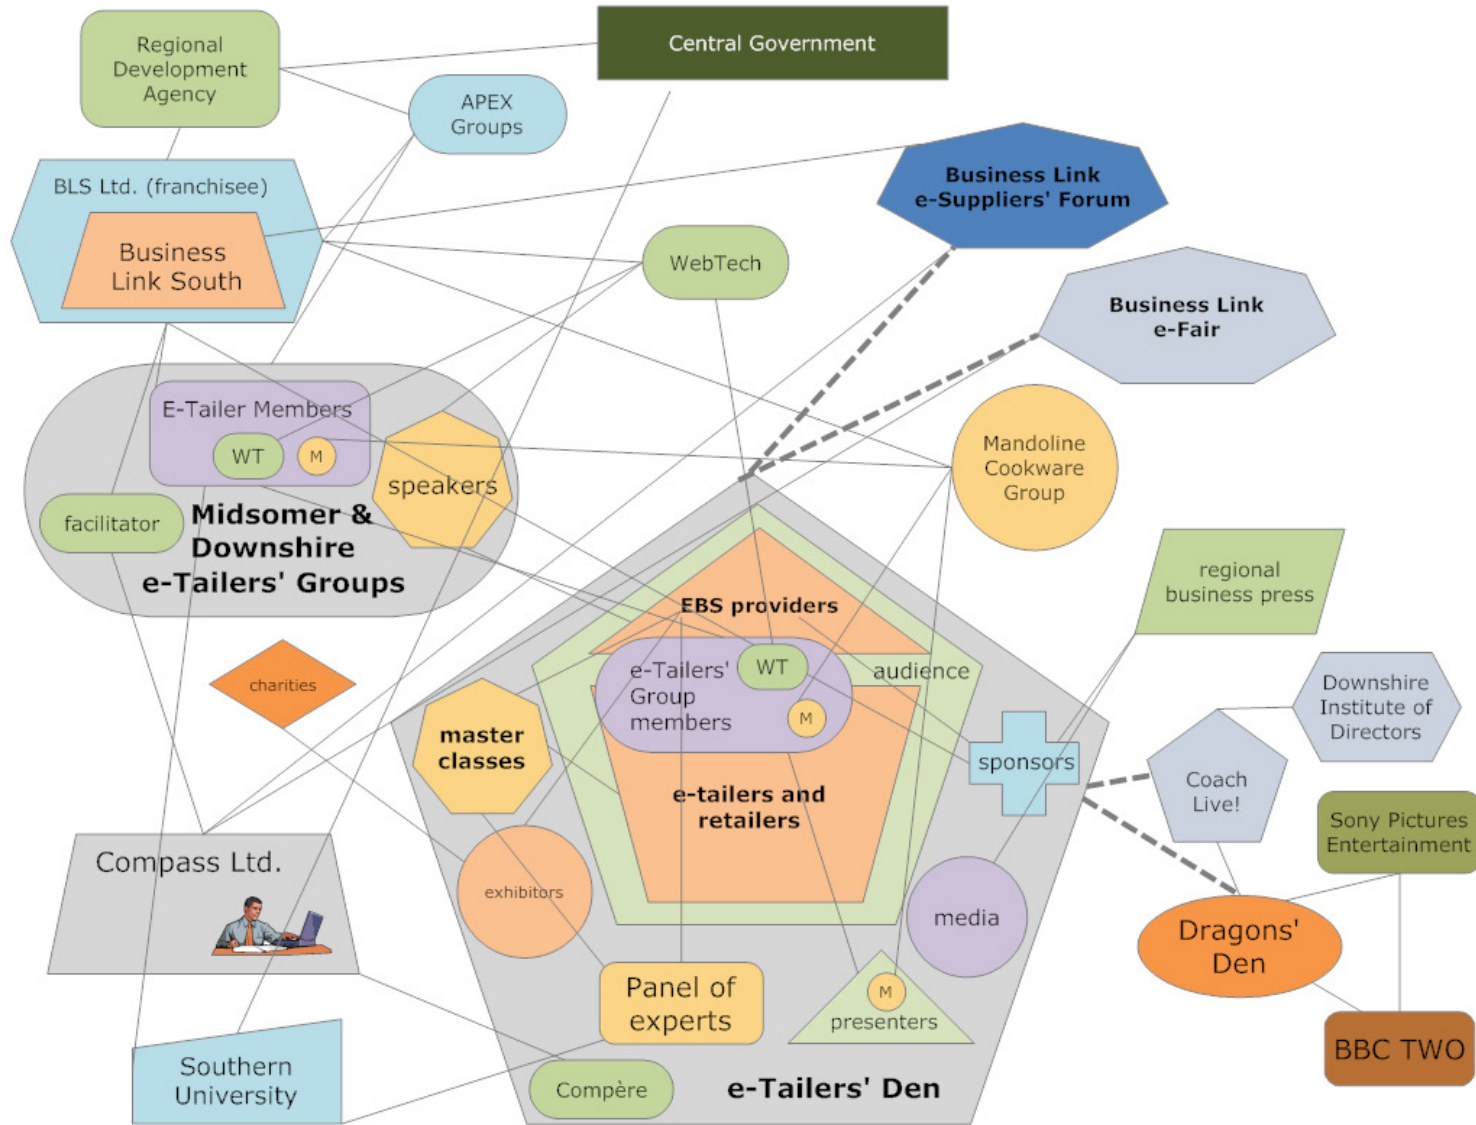 Regional
Development
Agency
Central Government
APEX
Groups
BLS Ltd. (franchisee)
Business
Link South
Business Link
e-Suppliers' Forum
WebTech
Business Link
e-Fair
E-Tailer Members
WT
M
speakers
facilitator
Midsomer &
Downshire
e-Tailers' Groups
Mandoline
Cookware
Group
regional
business press
EBS providers
e-Tailers'
Group
members
WT
M
audience
charities
master
classes
e-tailers and
retailers
sponsors
Downshire
Institute of
Directors
Coach
Live!
Sony Pictures
Entertainment
Compass Ltd.
exhibitors
media
Dragons'
Den
Panel of
experts
M
presenters
BBC TWO
Southern
University
Compère
e-Tailers' Den